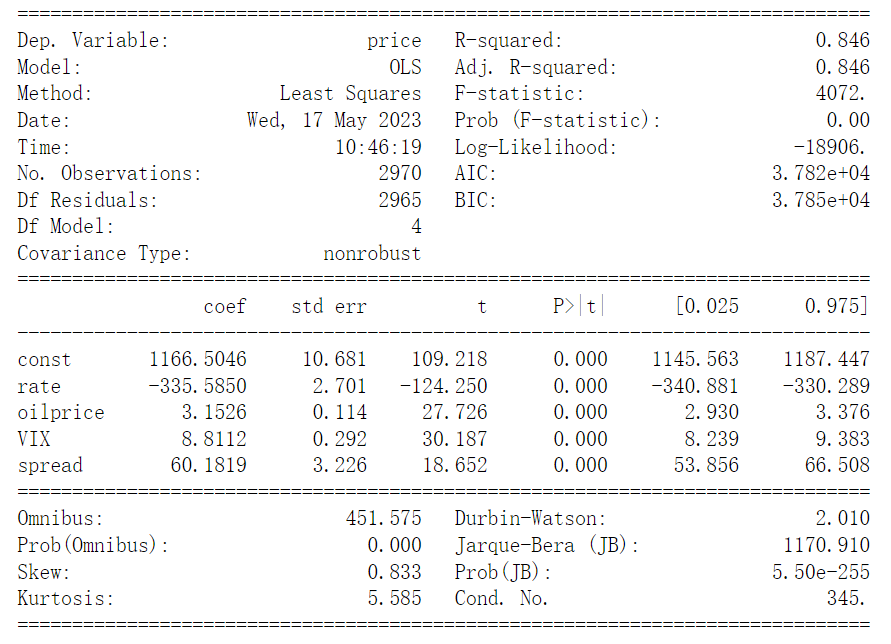 ==============================================================================
Dep. Variable:                  price   R-squared:                       0.846
Model:                            OLS   Adj. R-squared:                  0.846
Method:                 Least Squares   F-statistic:                     4072.
Date:                Wed, 17 May 2023   Prob (F-statistic):               0.00
Time:                        10:46:19   Log-Likelihood:                -18906.
No. Observations:                2970   AIC:                         3.782e+04
Df Residuals:                    2965   BIC:                         3.785e+04
Df Model:                           4
Covariance Type:            nonrobust
==============================================================================
                 coef    std err          t      P>|t|      [0.025      0.975]
------------------------------------------------------------------------------
const       1166.5046     10.681    109.218      0.000    1145.563    1187.447
rate        -335.5850      2.701   -124.250      0.000    -340.881    -330.289
oilprice       3.1526      0.114     27.726      0.000       2.930       3.376
VIX            8.8112      0.292     30.187      0.000       8.239       9.383
spread        60.1819      3.226     18.652      0.000      53.856      66.508
==============================================================================
Omnibus:                      451.575   Durbin-Watson:                   2.010
Prob(Omnibus):                  0.000   Jarque-Bera (JB):             1170.910
Skew:                           0.833   Prob(JB):                    5.50e-255
Kurtosis:                       5.585   Cond. No.                         345.
==============================================================================